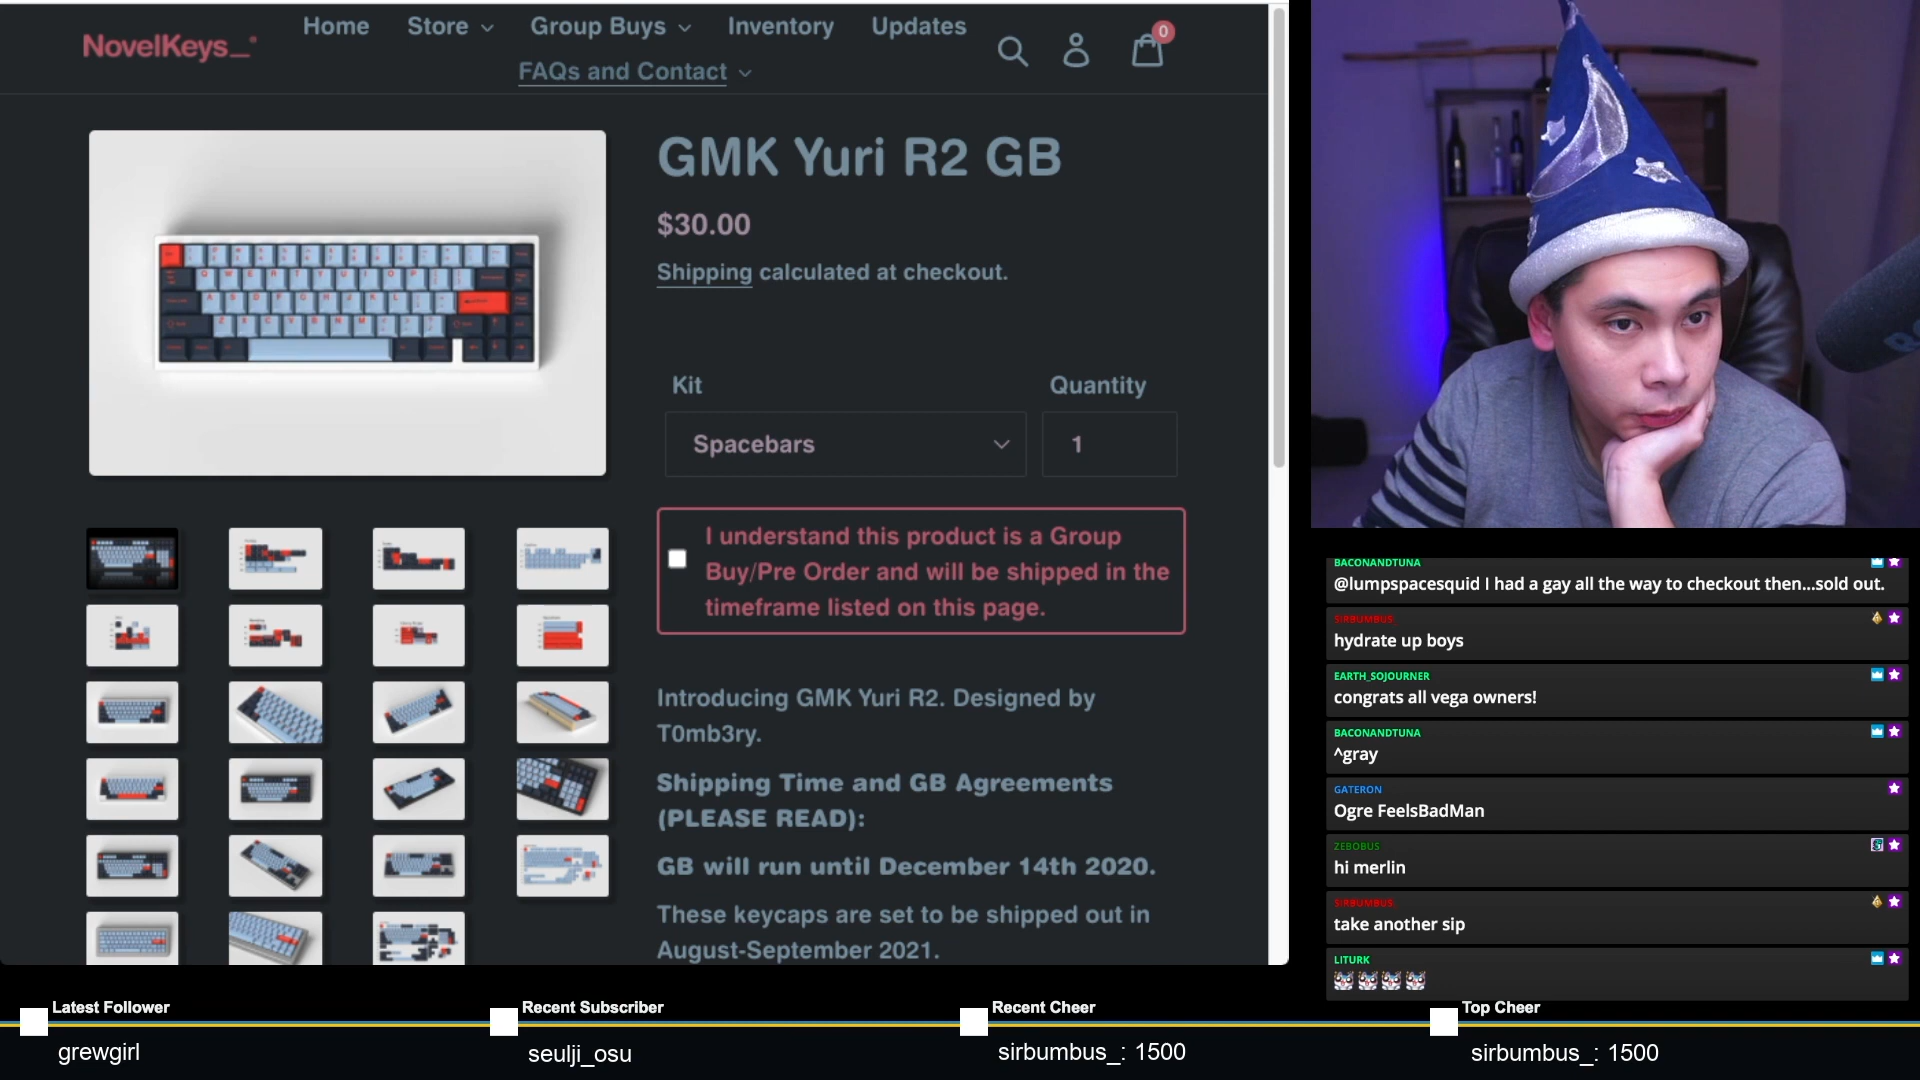 NovelKeys_
Home
Store
Group Buys
Inventory
Updates
FAQs and Contact
0
GMK Yuri R2 GB
$30.00
Shipping calculated at checkout.
Kit
Quantity
Spacebars
1
I understand this product is a Group
Buy/Pre Order and will be shipped in the
timeframe listed on this page.
Introducing GMK Yuri R2. Designed by
T0mb3ry.
Shipping Time and GB Agreements
(PLEASE READ):
GB will run until December 14th 2020.
These keycaps are set to be shipped out in
August-September 2021.
BACONANDTUNA
@lumpspacesquid I had a gay all the way to checkout then...sold out.
SIRBUMBUS_
hydrate up boys
EARTH_SOJOURNER
congrats all vega owners!
BACONANDTUNA
^gray
GATERON
Ogre FeelsBadMan
ZEBOBUS
hi merlin
SIRBUMBUS_
take another sip
LITURK
Latest Follower
grewgirl
Recent Subscriber
seulji_osu
Recent Cheer
sirbumbus_: 1500
Top Cheer
sirbumbus_: 1500